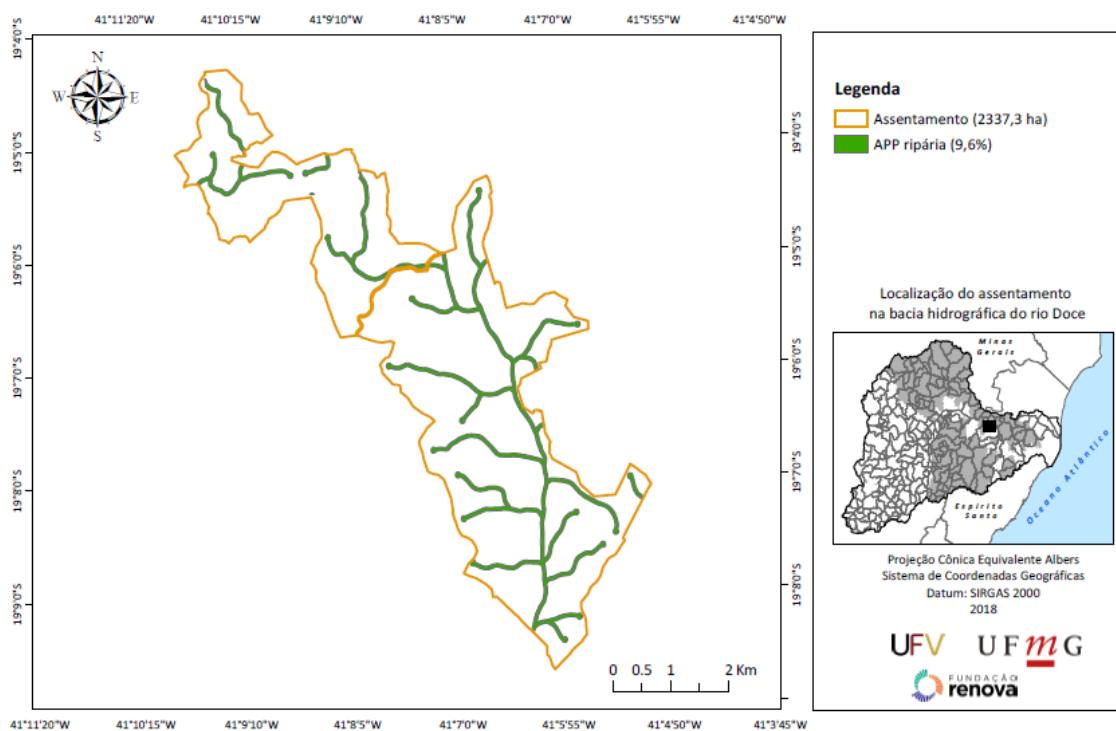 41°11'20"W 41°10'15"W 41°9'10"W 41°8'5"W 41°7'0"W 41°5'55"W 41°4'50"W
19°4'0"S
19°5'0"S
19°6'0"S
19°7'0"S
19°8'0"S
19°9'0"S
N
W E
S
19°4'0"S
19°5'0"S
19°6'0"S
19°7'0"S
19°8'0"S
0 0.5 1 2 Km
41°11'20"W 41°10'15"W 41°9'10"W 41°8'5"W 41°7'0"W 41°5'55"W 41°4'50"W 41°3'45"W
Legenda
Assentamento (2337,3 ha)
APP ripária (9,6%)
Localização do assentamento
na bacia hidrográfica do rio Doce
Minas
Gerais
Espírito
Santo
Oceano Atlântico
Projeção Cônica Equivalente Albers
Sistema de Coordenadas Geográficas
Datum: SIRGAS 2000
2018
UFV UFmG
FUNDAÇÃO
renova